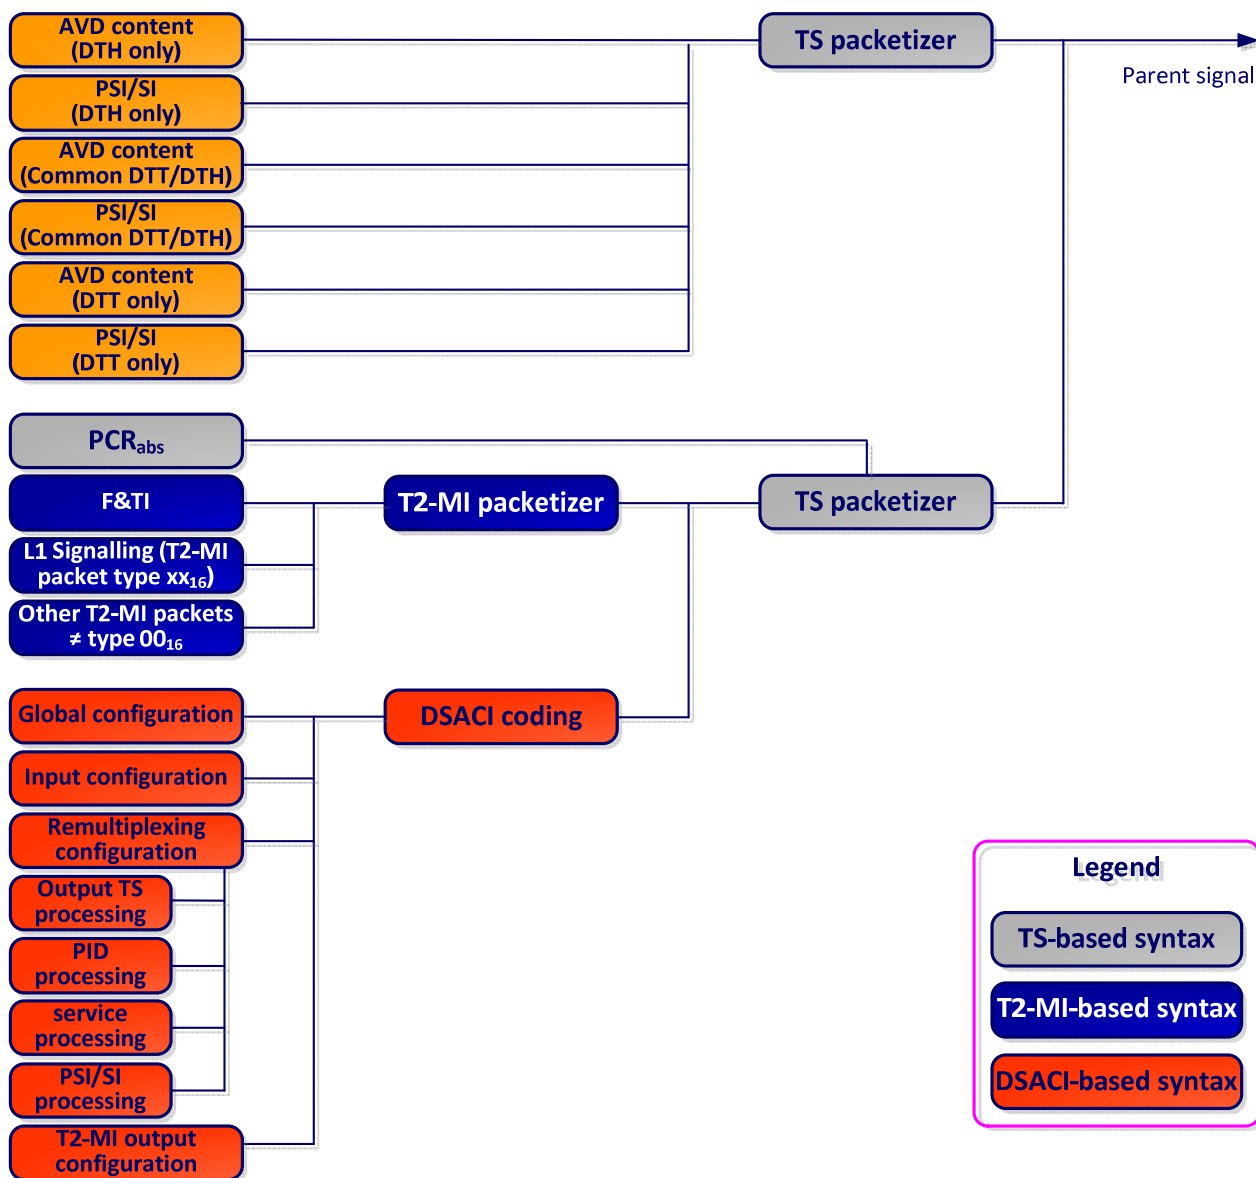 AVD content
(DTH only)
TS packetizer
Parent signal
PSI/SI
(DTH only)
AVD content
(Common DTT/DTH)
PSI/SI
(Common DTT/DTH)
AVD content
(DTT only)
PSI/SI
(DTT only)
PCRabs
F&TI
T2-MI packetizer
TS packetizer
L1 Signalling (T2-MI
packet type xx16)
Other T2-MI packets
≠ type 0016
Global configuration
DSACI coding
Input configuration
Remultiplexing
configuration
Output TS
processing
PID
processing
service
processing
PSI/SI
processing
T2-MI output
configuration
Legend
TS-based syntax
T2-MI-based syntax
DSACI-based syntax